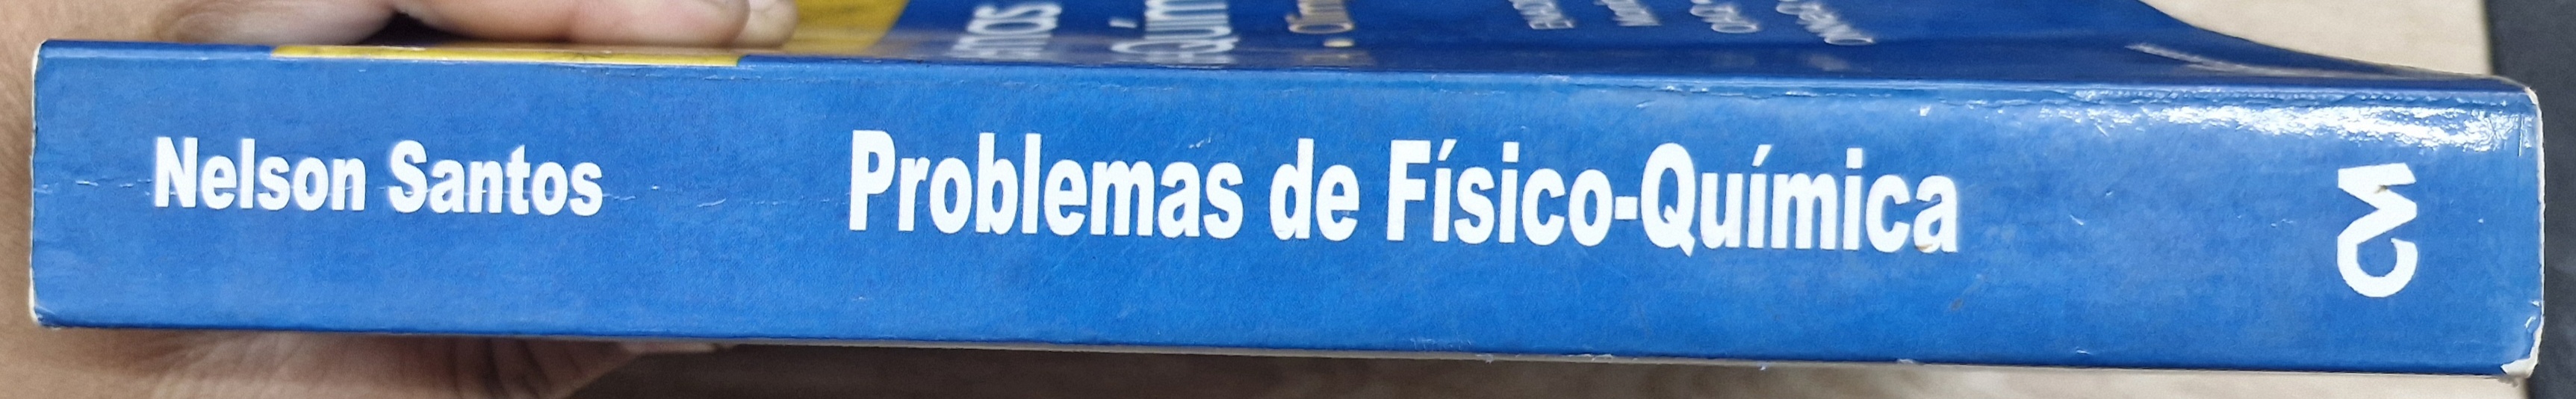 Nelson Santos
Problemas de Físico-Química
CM